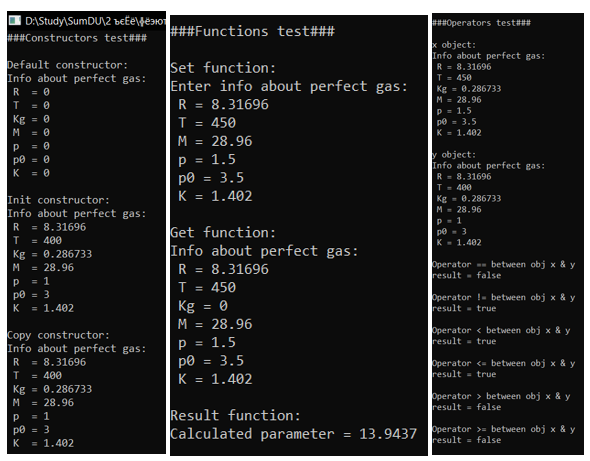 D:\Study\SumDU\2 ъєЁё\
###Constructors test###
Default constructor:
Info about perfect gas:
R = 0
T = 0
Kg = 0
M = 0
p = 0
p0 = 0
K = 0
Init constructor:
Info about perfect gas:
R = 8.31696
T = 400
Kg = 0.286733
M = 28.96
p = 1
p0 = 3
K = 1.402
Copy constructor:
Info about perfect gas:
R = 8.31696
T = 400
Kg = 0.286733
M = 28.96
p = 1
p0 = 3
K = 1.402
###Functions test###
Set function:
Enter info about perfect gas:
R = 8.31696
T = 450
M = 28.96
p = 1.5
p0 = 3.5
K = 1.402
Get function:
Info about perfect gas:
R = 8.31696
T = 450
Kg = 0
M = 28.96
p = 1.5
p0 = 3.5
K = 1.402
Result function:
Calculated parameter = 13.9437
###Operators test###
x object:
Info about perfect gas:
R = 8.31696
T = 450
Kg = 0.286733
M = 28.96
p = 1.5
p0 = 3.5
K = 1.402
y object:
Info about perfect gas:
R = 8.31696
T = 400
Kg = 0.286733
M = 28.96
p = 1
p0 = 3
K = 1.402
Operator == between obj x & y
result = false
Operator != between obj x & y
result = true
Operator < between obj x & y
result = true
Operator <= between obj x & y
result = true
Operator > between obj x & y
result = false
Operator >= between obj x & y
result = false